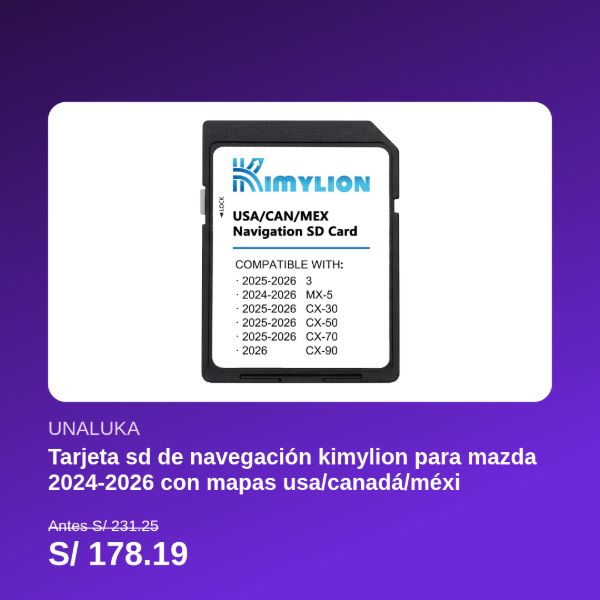 KIMYLION
◄LOCK
USA/CAN/MEX
Navigation SD Card
COMPATIBLE WITH:
· 2025-2026 3
· 2024-2026 MX-5
· 2025-2026 CX-30
· 2025-2026 CX-50
· 2025-2026 CX-70
· 2026 CX-90
UNALUKA
Tarjeta sd de navegación kimylion para mazda
2024-2026 con mapas usa/canadá/méxi
Antes S/ 231.25
S/ 178.19